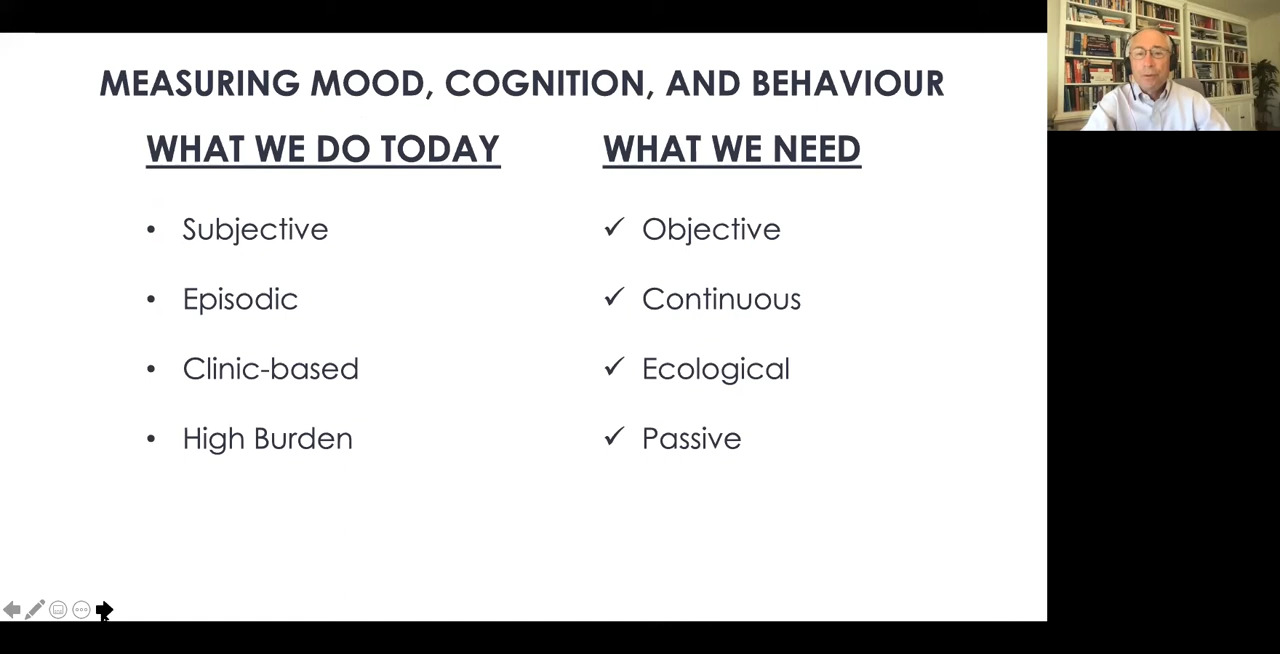 MEASURING MOOD, COGNITION, AND BEHAVIOUR
WHAT WE DO TODAY
• Subjective
• Episodic
• Clinic-based
• High Burden
WHAT WE NEED
✓ Objective
✓ Continuous
✓ Ecological
✓ Passive